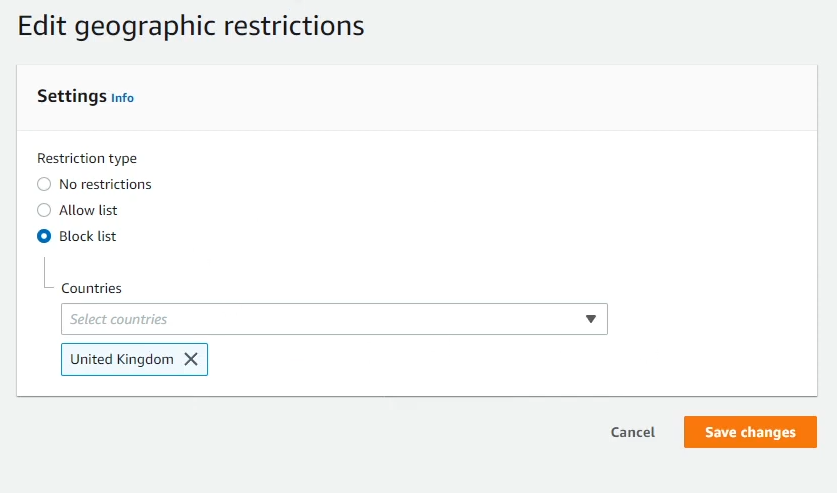 Edit geographic restrictions
Settings Info
Restriction type
No restrictions
Allow list
Block list
Countries
Select countries
United Kingdom
Cancel
Save changes